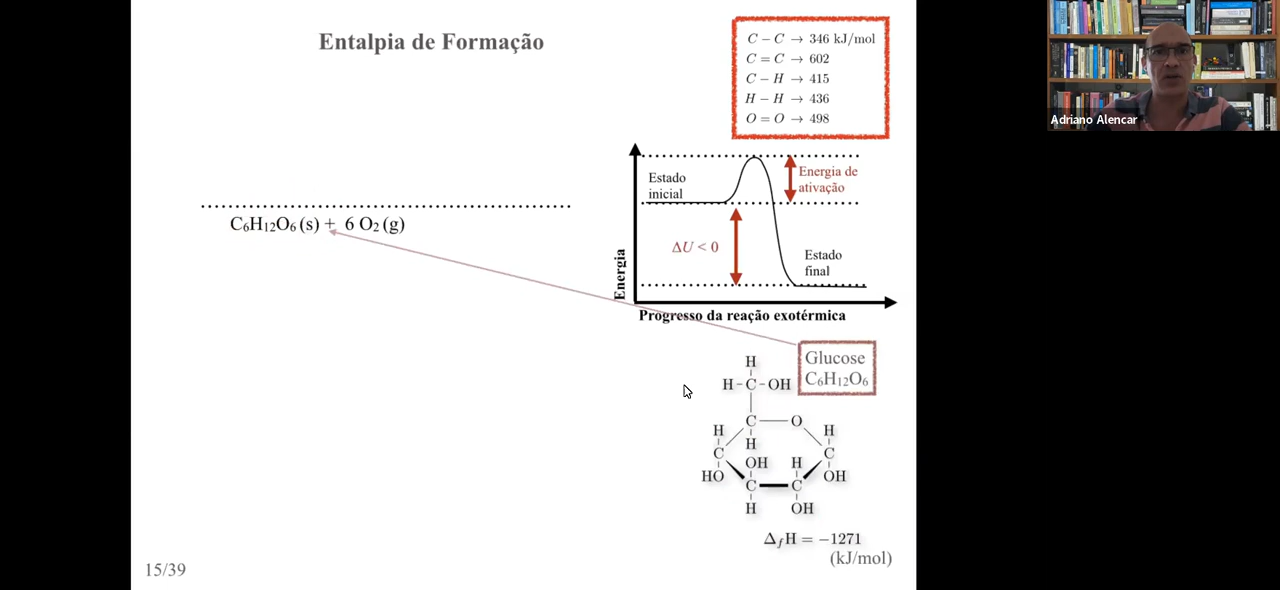 Entalpia de Formação
C – C → 346 kJ/mol
C = C → 602
C – H → 415
H – H → 436
O = O → 498
Adriano Alencar
C₆H₁₂O₆ (s) + 6 O₂ (g)
Energia
Estado
inicial
Energia de
ativação
ΔU < 0
Estado
final
Progresso da reação exotérmica
Glucose
C₆H₁₂O₆
H
H-C-OH
C — O
H H H
C C
OH H
HO OH
C — C
H OH
Δ_fH = −1271
(kJ/mol)
15/39